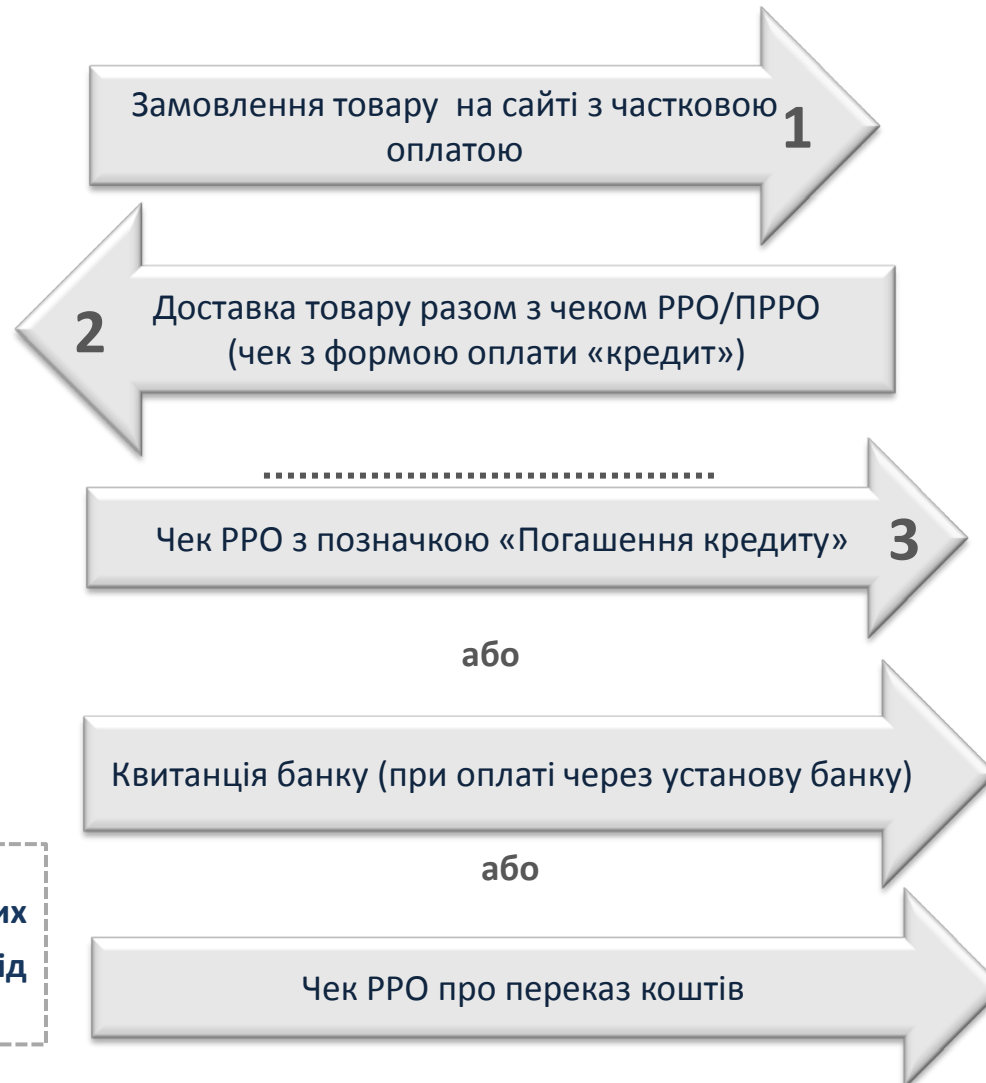 Замовлення товару на сайті з частковою
оплатою
1
2
Доставка товару разом з чеком РРО/ПРРО
(чек з формою оплати «кредит»)
Чек РРО з позначкою «Погашення кредиту»
3
або
Квитанція банку (при оплаті через установу банку)
або
их
ід
Чек РРО про переказ коштів